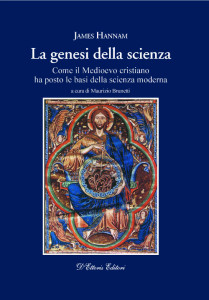 JAMES HANNAM
La genesi della scienza
Come il Medioevo cristiano
ha posto le basi della scienza moderna
a cura di Maurizio Brunetti
D'Ettoris Editori